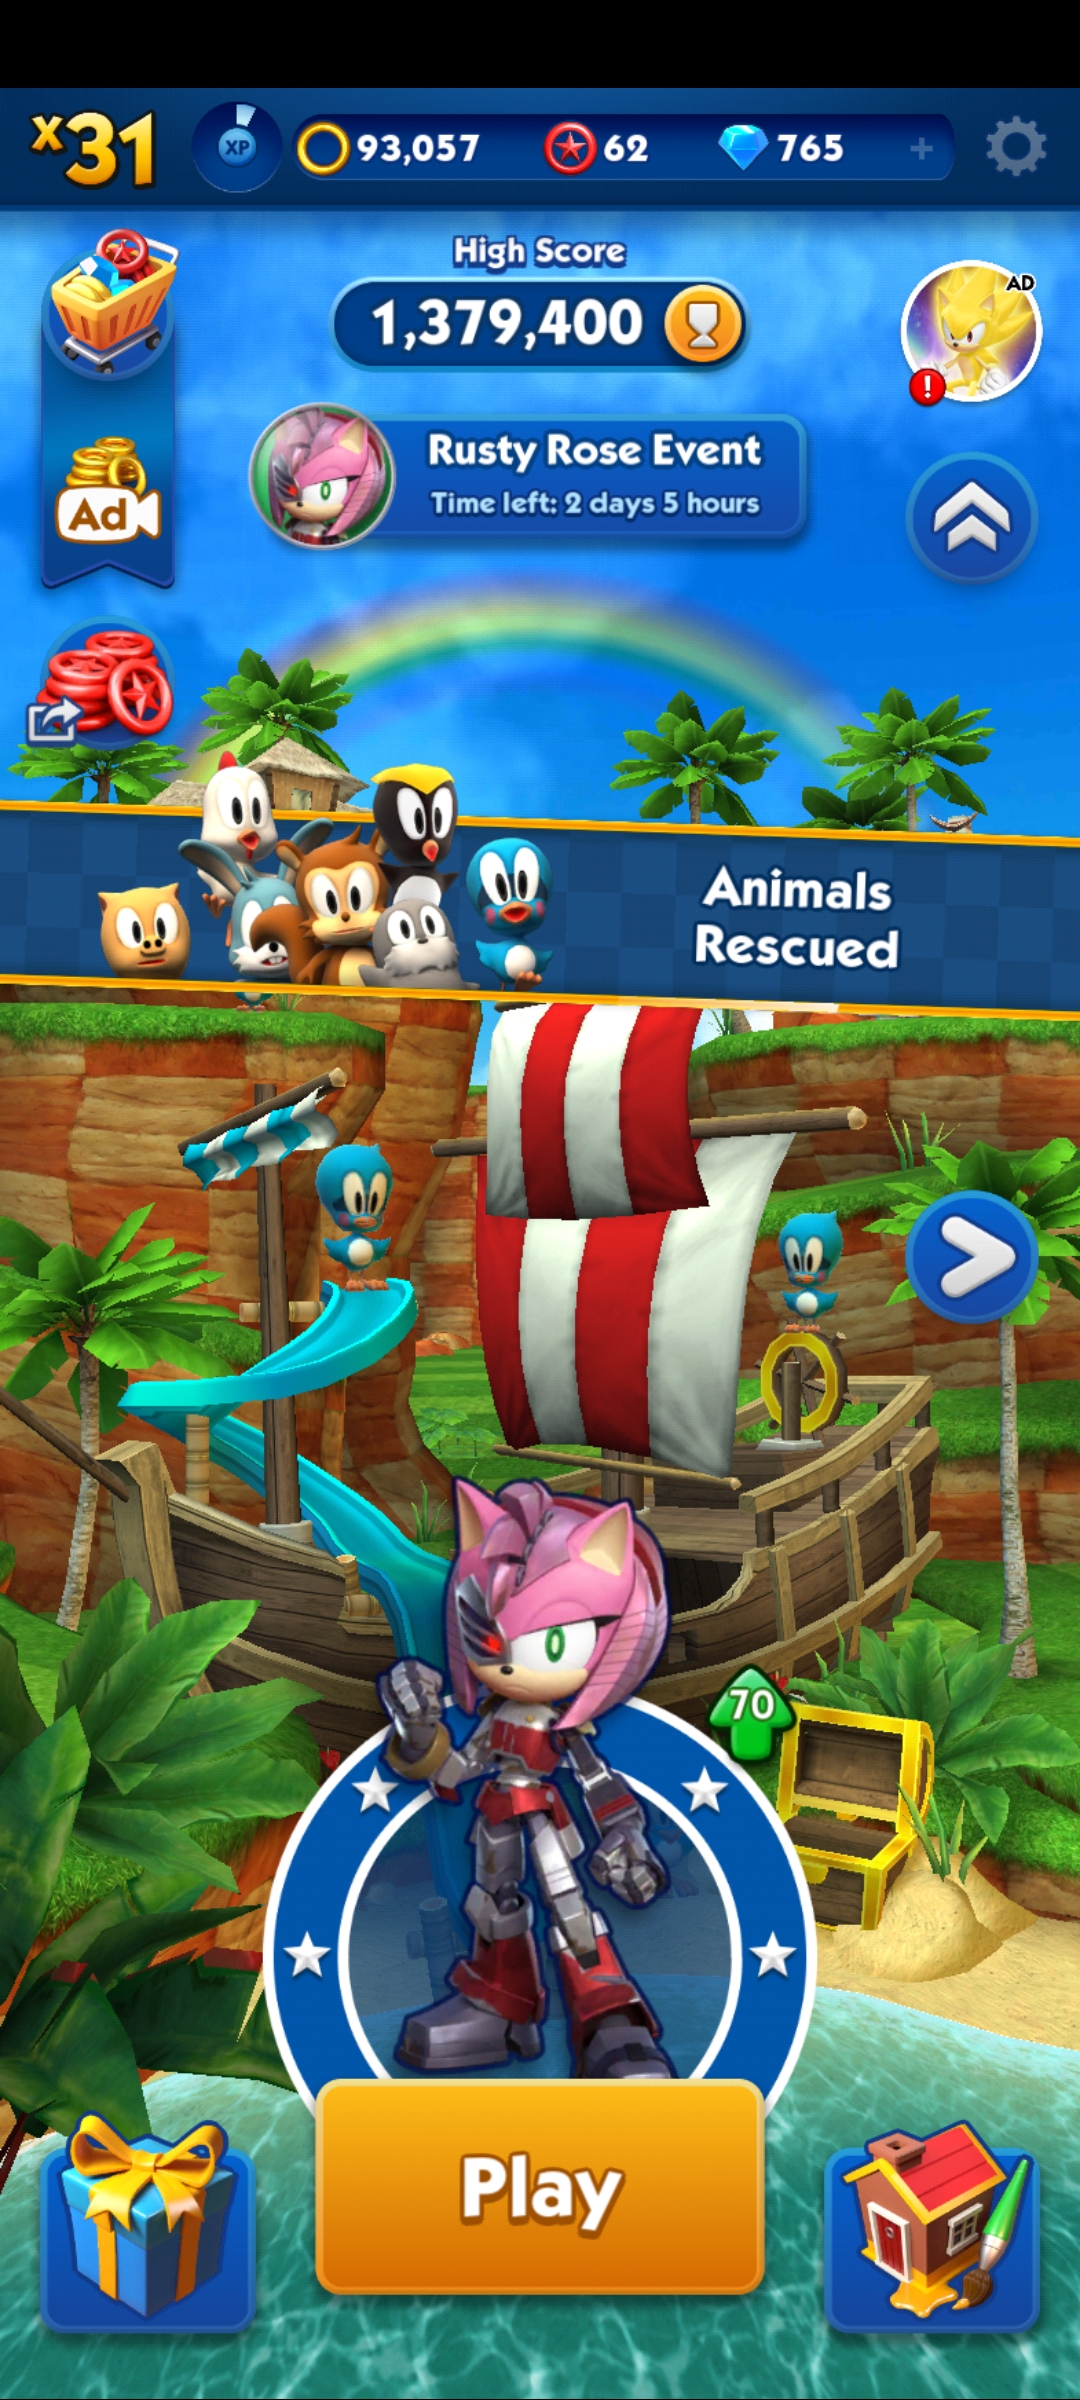 x31
XP
93,057
62
765
High Score
1,379,400
AD
!
Rusty Rose Event
Time left: 2 days 5 hours
Ad
Animals
Rescued
70
Play